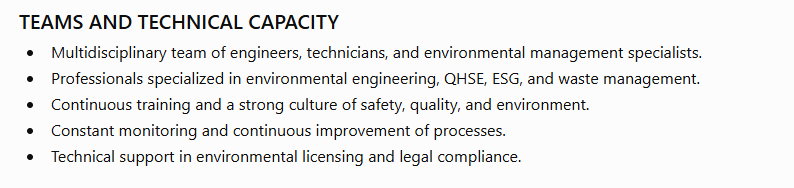 TEAMS AND TECHNICAL CAPACITY
• Multidisciplinary team of engineers, technicians, and environmental management specialists.
• Professionals specialized in environmental engineering, QHSE, ESG, and waste management.
• Continuous training and a strong culture of safety, quality, and environment.
• Constant monitoring and continuous improvement of processes.
• Technical support in environmental licensing and legal compliance.